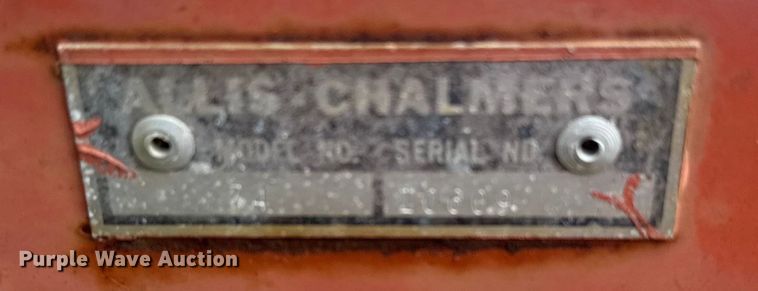 ALLIS-CHALMERS
MODEL NO. SERIAL NO.
Purple Wave Auction